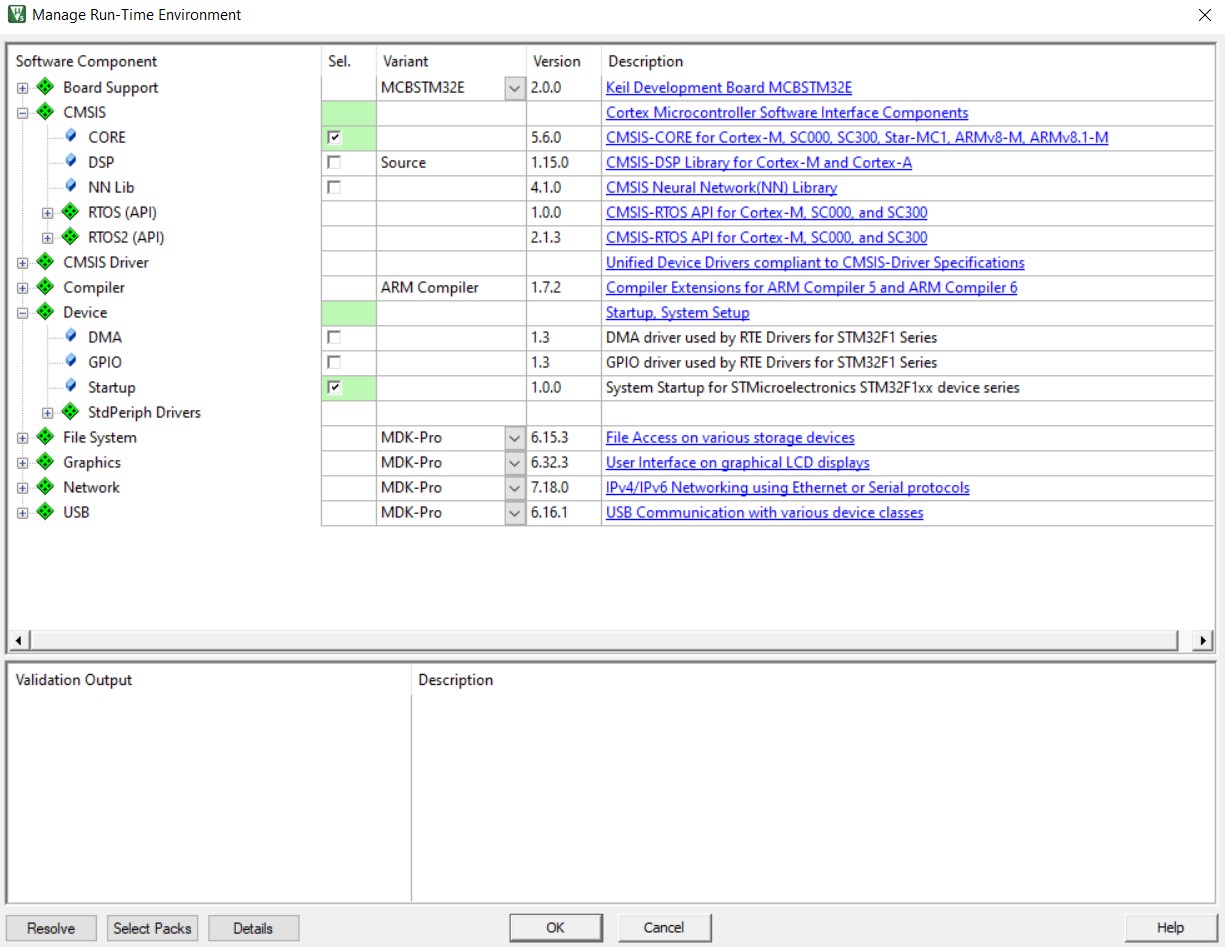 Manage Run-Time Environment
Software Component Sel. Variant Version Description
Board Support MCBSTM32E 2.0.0 Keil Development Board MCBSTM32E
CMSIS Cortex Microcontroller Software Interface Components
CORE 5.6.0 CMSIS-CORE for Cortex-M, SC000, SC300, Star-MC1, ARMv8-M, ARMv8.1-M
DSP Source 1.15.0 CMSIS-DSP Library for Cortex-M and Cortex-A
NN Lib 4.1.0 CMSIS Neural Network(NN) Library
RTOS (API) 1.0.0 CMSIS-RTOS API for Cortex-M, SC000, and SC300
RTOS2 (API) 2.1.3 CMSIS-RTOS API for Cortex-M, SC000, and SC300
CMSIS Driver Unified Device Drivers compliant to CMSIS-Driver Specifications
Compiler ARM Compiler 1.7.2 Compiler Extensions for ARM Compiler 5 and ARM Compiler 6
Device Startup, System Setup
DMA 1.3 DMA driver used by RTE Drivers for STM32F1 Series
GPIO 1.3 GPIO driver used by RTE Drivers for STM32F1 Series
Startup 1.0.0 System Startup for STMicroelectronics STM32F1xx device series
StdPeriph Drivers
File System MDK-Pro 6.15.3 File Access on various storage devices
Graphics MDK-Pro 6.32.3 User Interface on graphical LCD displays
Network MDK-Pro 7.18.0 IPv4/IPv6 Networking using Ethernet or Serial protocols
USB MDK-Pro 6.16.1 USB Communication with various device classes
Validation Output Description
Resolve Select Packs Details OK Cancel Help